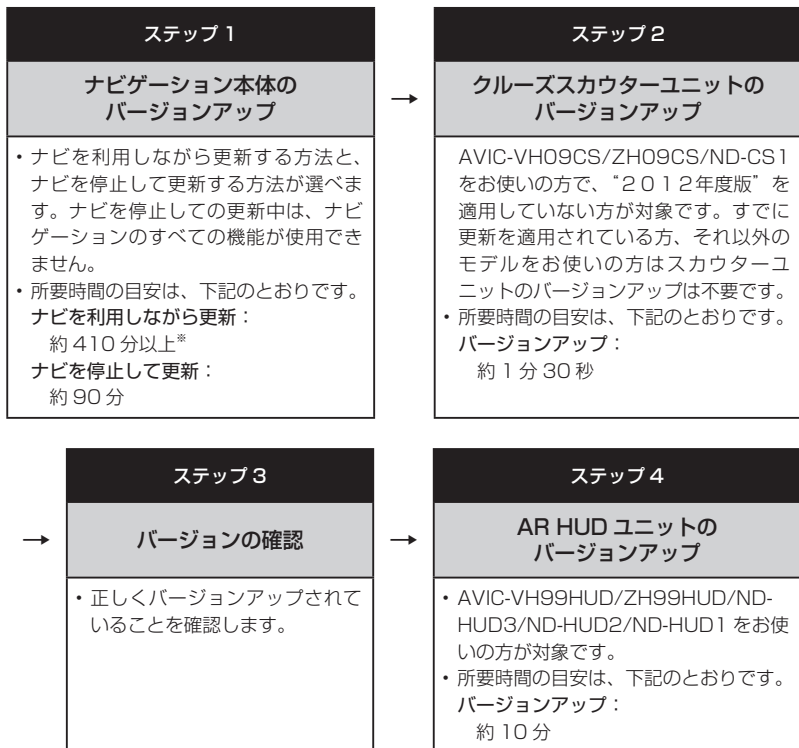 ステップ 1
ナビゲーション本体の
バージョンアップ
• ナビを利用しながら更新する方法と、
ナビを停止して更新する方法が選べま
す。ナビを停止しての更新中は、ナビ
ゲーションのすべての機能が使用でき
ません。
• 所要時間の目安は、下記のとおりです。
ナビを利用しながら更新：
約 410 分以上※
ナビを停止して更新：
約 90 分
→
ステップ 2
クルーズスカウターユニットの
バージョンアップ
AVIC-VH09CS/ZH09CS/ND-CS1
をお使いの方で、“２０１２年度版” を
適用していない方が対象です。すでに
更新を適用されている方、それ以外の
モデルをお使いの方はスカウターユ
ニットのバージョンアップは不要です。
• 所要時間の目安は、下記のとおりです。
バージョンアップ：
約 1 分 30 秒
→
ステップ 3
バージョンの確認
• 正しくバージョンアップされて
いることを確認します。
→
ステップ 4
AR HUD ユニットの
バージョンアップ
• AVIC-VH99HUD/ZH99HUD/ND-
HUD3/ND-HUD2/ND-HUD1 をお使
いの方が対象です。
• 所要時間の目安は、下記のとおりです。
バージョンアップ：
約 10 分